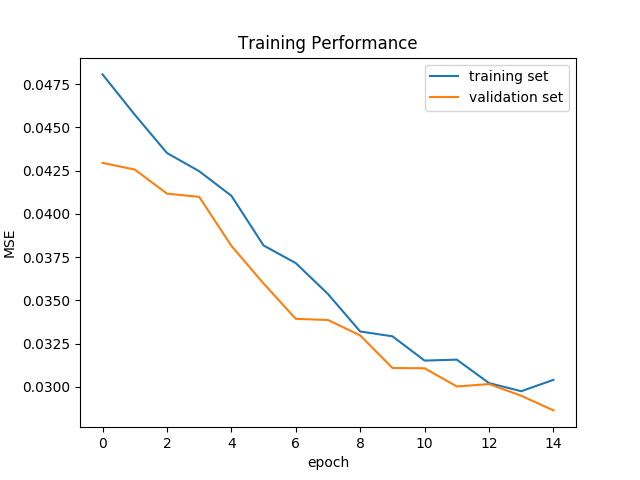 Training Performance
training set
validation set
MSE
0.0475
0.0450
0.0425
0.0400
0.0375
0.0350
0.0325
0.0300
0 2 4 6 8 10 12 14
epoch